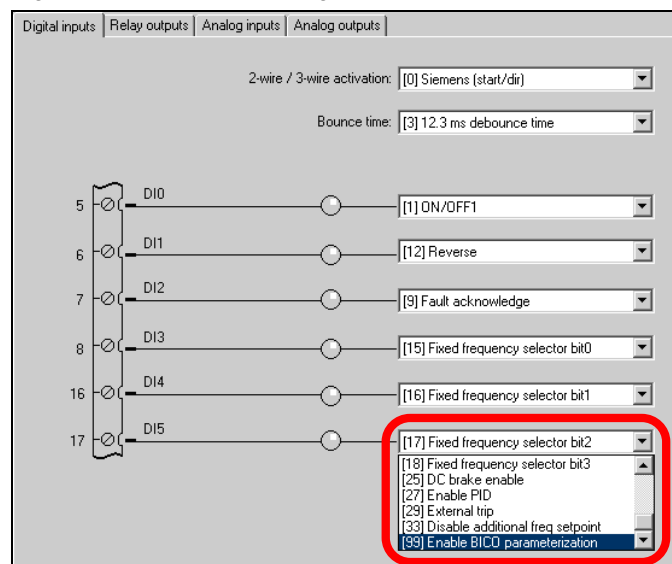 Digital inputs Relay outputs Analog inputs Analog outputs
2-wire / 3-wire activation: [0] Siemens (start/dir)
Bounce time: [3] 12.3 ms debounce time
5 DI0 [1] ON/OFF1
6 DI1 [12] Reverse
7 DI2 [9] Fault acknowledge
8 DI3 [15] Fixed frequency selector bit0
16 DI4 [16] Fixed frequency selector bit1
17 DI5 [17] Fixed frequency selector bit2
[18] Fixed frequency selector bit3
[25] DC brake enable
[27] Enable PID
[29] External trip
[33] Disable additional freq setpoint
[99] Enable BICO parameterization